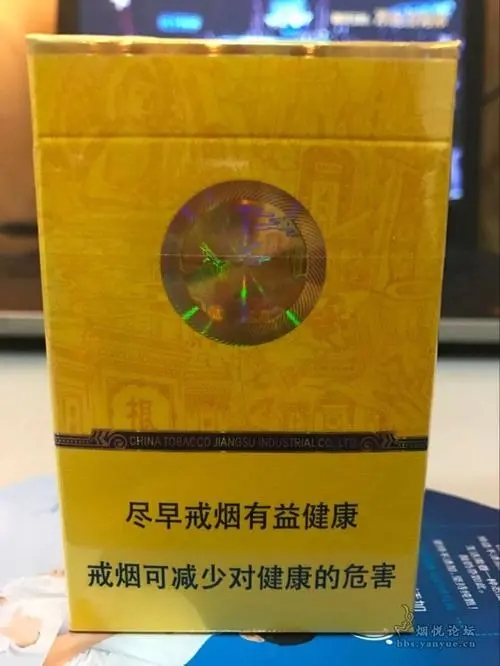 报
CHINA TOBACCO JIANGSU INDUSTRIAL CO., LTD.
尽早戒烟有益健康
戒烟可减少对健康的危害
烟悦论坛
bbs.yanyue.cn